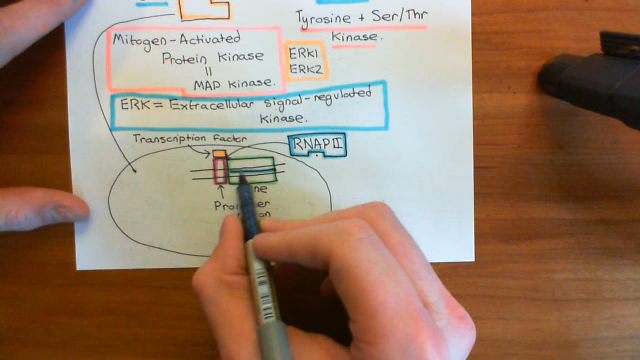 Tyrosine + Ser/Thr
Kinase.
Mitogen-Activated
Protein Kinase
=
MAP Kinase.
ERK1
ERK2
ERK = Extracellular signal-regulated
kinase.
Transcription factor
RNAP II